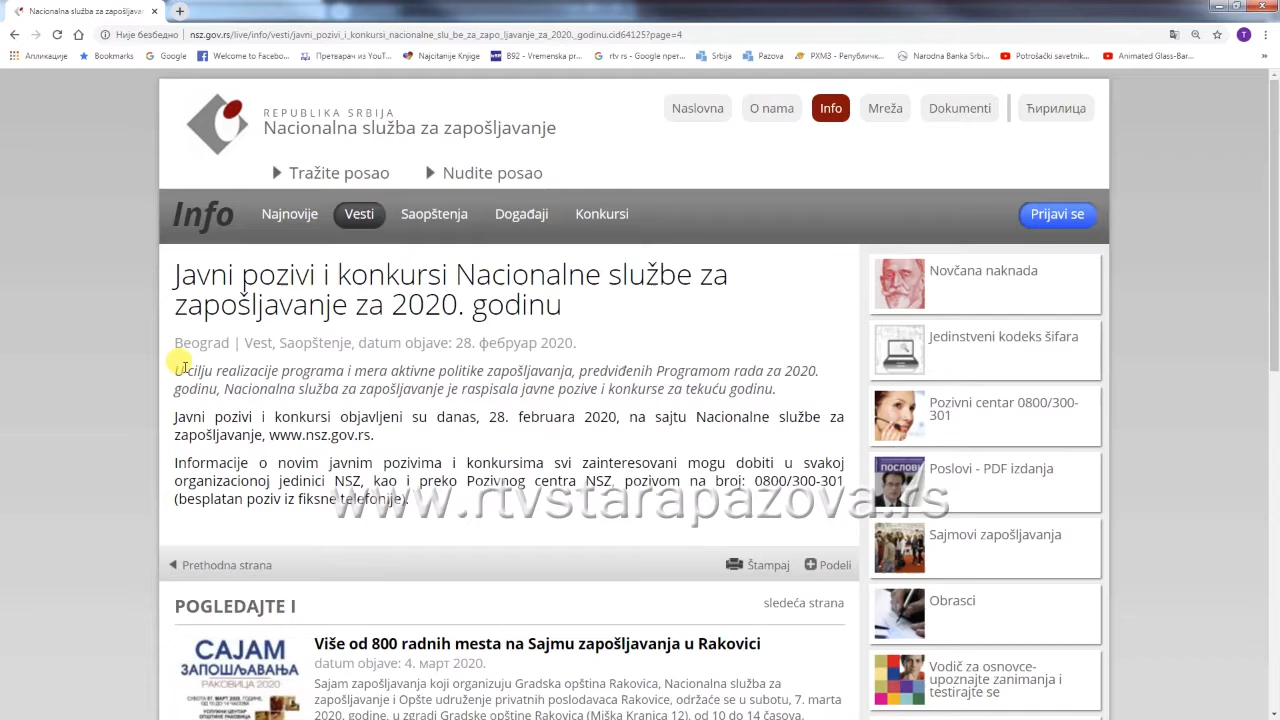 Nacionalna služba za zapošljavan
Није безбедно | nsz.gov.rs/live/info/vesti/javni_pozivi_i_konkursi_nacionalne_slu_be_za_zapo_ljavanje_za_2020._godinu.cid64125?page=4
Апликације Bookmarks Google Welcome to Facebo... Претварач из YouT... Najcitanije Knjige B92 - Vremenska pr... rtv rs - Google прет... Srbija Pazova РХМЗ - Републичк... Narodna Banka Srbi... Potrošački savetnik... Animated Glass-Bar... »
REPUBLIKA SRBIJA
Nacionalna služba za zapošljavanje
Naslovna O nama Info Mreža Dokumenti Ћирилица
Tražite posao Nudite posao
Info Najnovije Vesti Saopštenja Događaji Konkursi Prijavi se
Javni pozivi i konkursi Nacionalne službe za
zapošljavanje za 2020. godinu
Beograd | Vest, Saopštenje, datum objave: 28. фебруар 2020.
U cilju realizacije programa i mera aktivne politike zapošljavanja, predviđenih Programom rada za 2020.
godinu, Nacionalna služba za zapošljavanje je raspisala javne pozive i konkurse za tekuću godinu.
Javni pozivi i konkursi objavljeni su danas, 28. februara 2020, na sajtu Nacionalne službe za
zapošljavanje, www.nsz.gov.rs.
Informacije o novim javnim pozivima i konkursima svi zainteresovani mogu dobiti u svakoj
organizacionoj jedinici NSZ, kao i preko Pozivnog centra NSZ, pozivom na broj: 0800/300-301
(besplatan poziv iz fiksne telefonije).
www.rtvstarapazova.rs
Prethodna strana Štampaj Podeli
POGLEDAJTE I sledeća strana
САЈАМ
ЗАПОШЉАВАЊА
РАКОВИЦА 2020
Više od 800 radnih mesta na Sajmu zapošljavanja u Rakovici
datum objave: 4. март 2020.
Sajam zapošljavanja koji organizuju Gradska opština Rakovica, Nacionalna služba za
zapošljavanje i Opšte udruženje privatnih poslodavaca Rakovice, održaće se u subotu, 7. marta
2020. godine, u zgradi Gradske opštine Rakovica (Miška Kranjca 12), od 10 do 14 časova.
Novčana naknada
Jedinstveni kodeks šifara
Pozivni centar 0800/300-
301
ПОСЛОВИ
Poslovi - PDF izdanja
Sajmovi zapošljavanja
Obrasci
Vodič za osnovce-
upoznajte zanimanja i
testirajte se